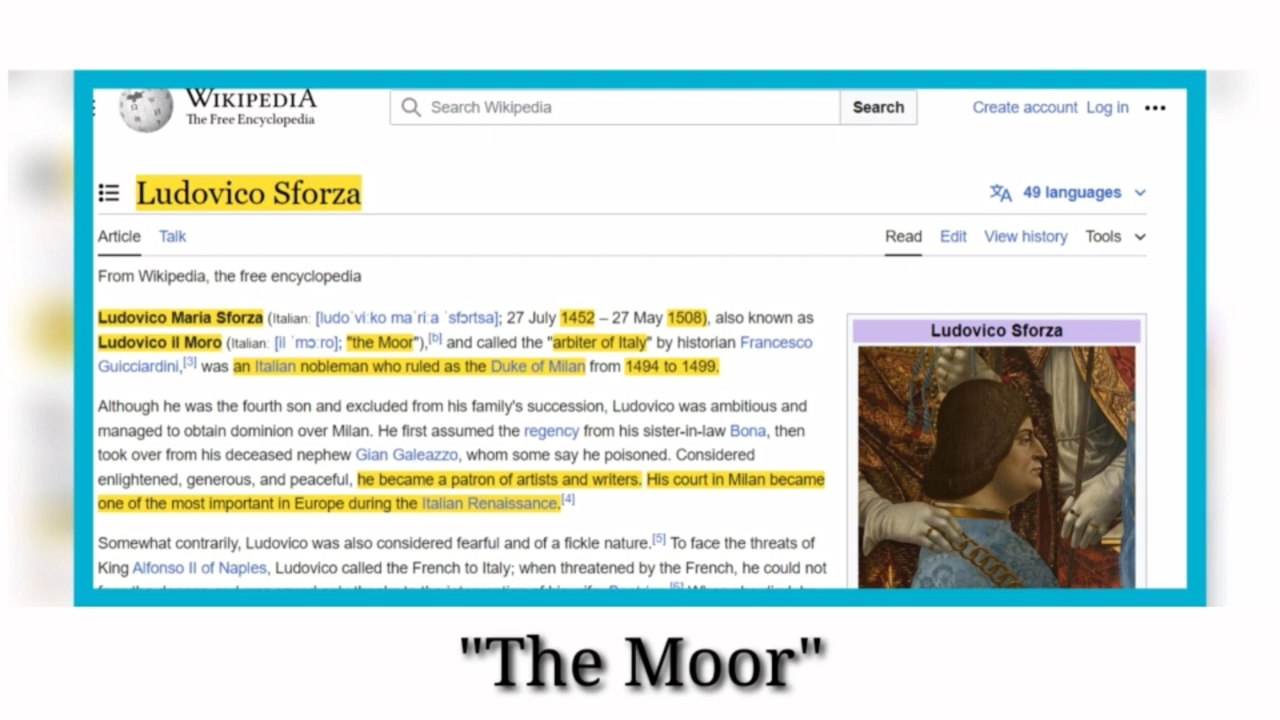 WIKIPEDIA
The Free Encyclopedia
Search Wikipedia
Search
Create account Log in •••
Ludovico Sforza
49 languages
Article Talk
Read Edit View history Tools
From Wikipedia, the free encyclopedia
Ludovico Maria Sforza (Italian: [ludoˈviːko maˈriːa ˈsfɔrtsa]; 27 July 1452 – 27 May 1508), also known as
Ludovico il Moro (Italian: [il ˈmɔːro]; "the Moor"),[b] and called the "arbiter of Italy" by historian Francesco
Guicciardini,[3] was an Italian nobleman who ruled as the Duke of Milan from 1494 to 1499.
Although he was the fourth son and excluded from his family's succession, Ludovico was ambitious and
managed to obtain dominion over Milan. He first assumed the regency from his sister-in-law Bona, then
took over from his deceased nephew Gian Galeazzo, whom some say he poisoned. Considered
enlightened, generous, and peaceful, he became a patron of artists and writers. His court in Milan became
one of the most important in Europe during the Italian Renaissance.[4]
Somewhat contrarily, Ludovico was also considered fearful and of a fickle nature.[5] To face the threats of
King Alfonso II of Naples, Ludovico called the French to Italy; when threatened by the French, he could not
Ludovico Sforza
"The Moor"